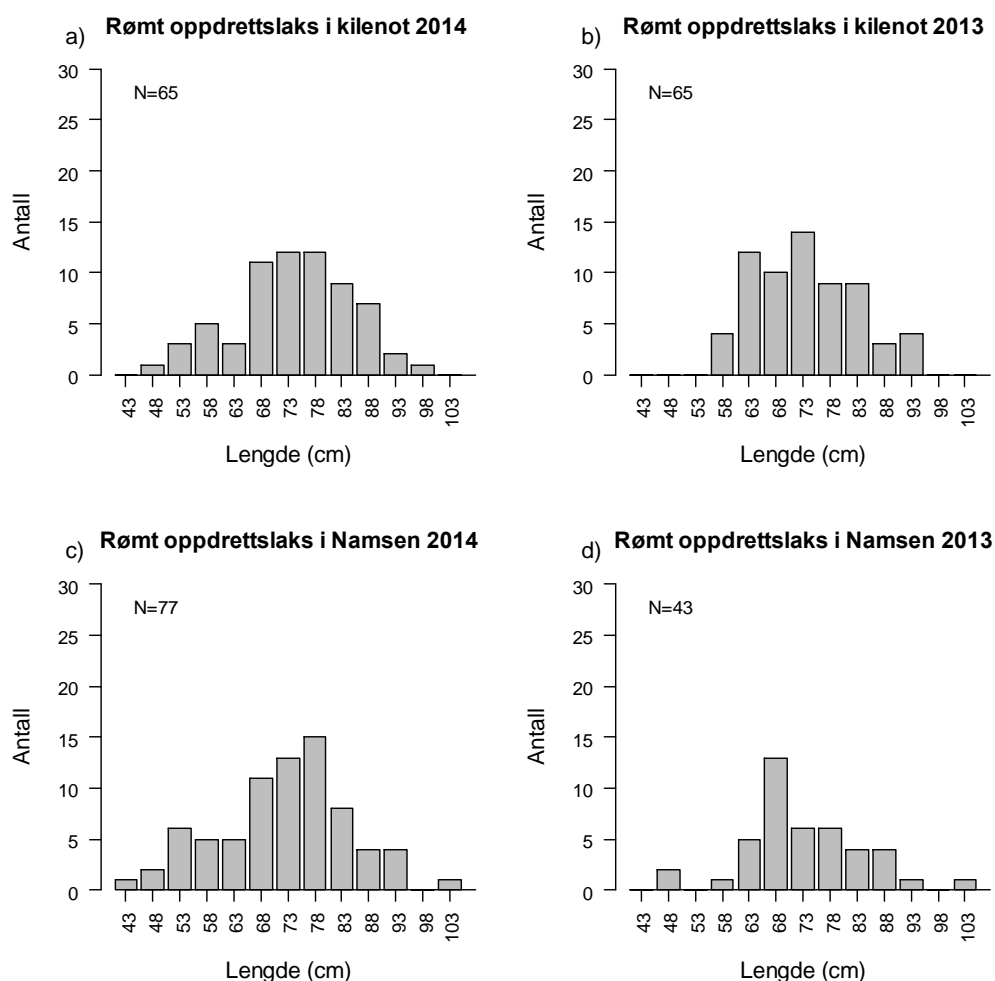 a) Rømt oppdrettslaks i kilenot 2014
N=65
30
25
20
15
10
5
0
Antall
43 48 53 58 63 68 73 78 83 88 93 98 103
Lengde (cm)
b) Rømt oppdrettslaks i kilenot 2013
N=65
30
25
20
15
10
5
0
Antall
43 48 53 58 63 68 73 78 83 88 93 98 103
Lengde (cm)
c) Rømt oppdrettslaks i Namsen 2014
N=77
30
25
20
15
10
5
0
Antall
43 48 53 58 63 68 73 78 83 88 93 98 103
Lengde (cm)
d) Rømt oppdrettslaks i Namsen 2013
N=43
30
25
20
15
10
5
0
Antall
43 48 53 58 63 68 73 78 83 88 93 98 103
Lengde (cm)